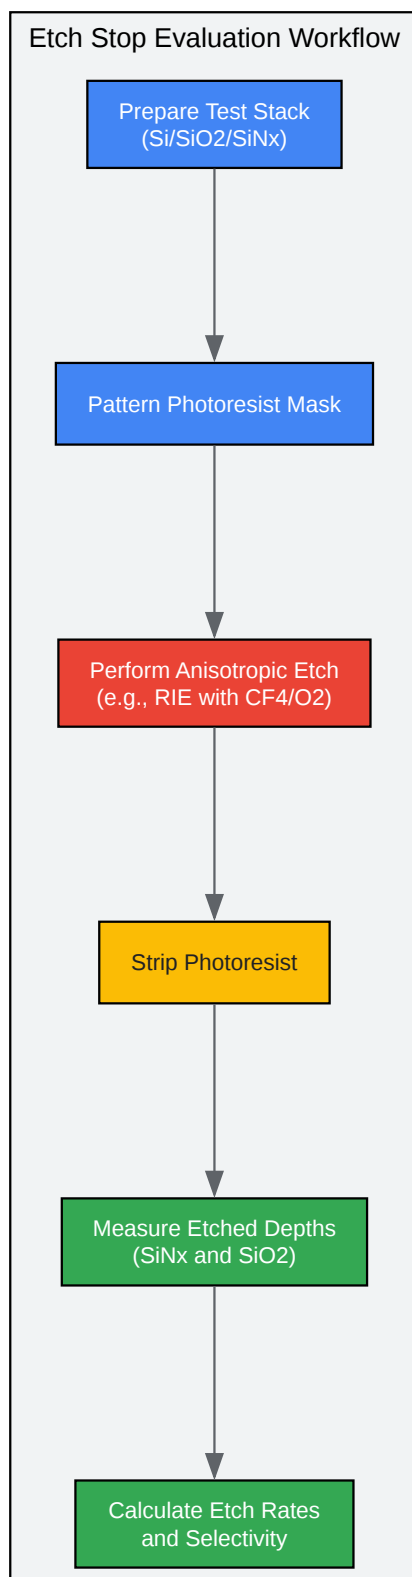 Etch Stop Evaluation Workflow
Prepare Test Stack
(Si/SiO2/SiNx)
Pattern Photoresist Mask
Perform Anisotropic Etch
(e.g., RIE with CF4/O2)
Strip Photoresist
Measure Etched Depths
(SiNx and SiO2)
Calculate Etch Rates
and Selectivity